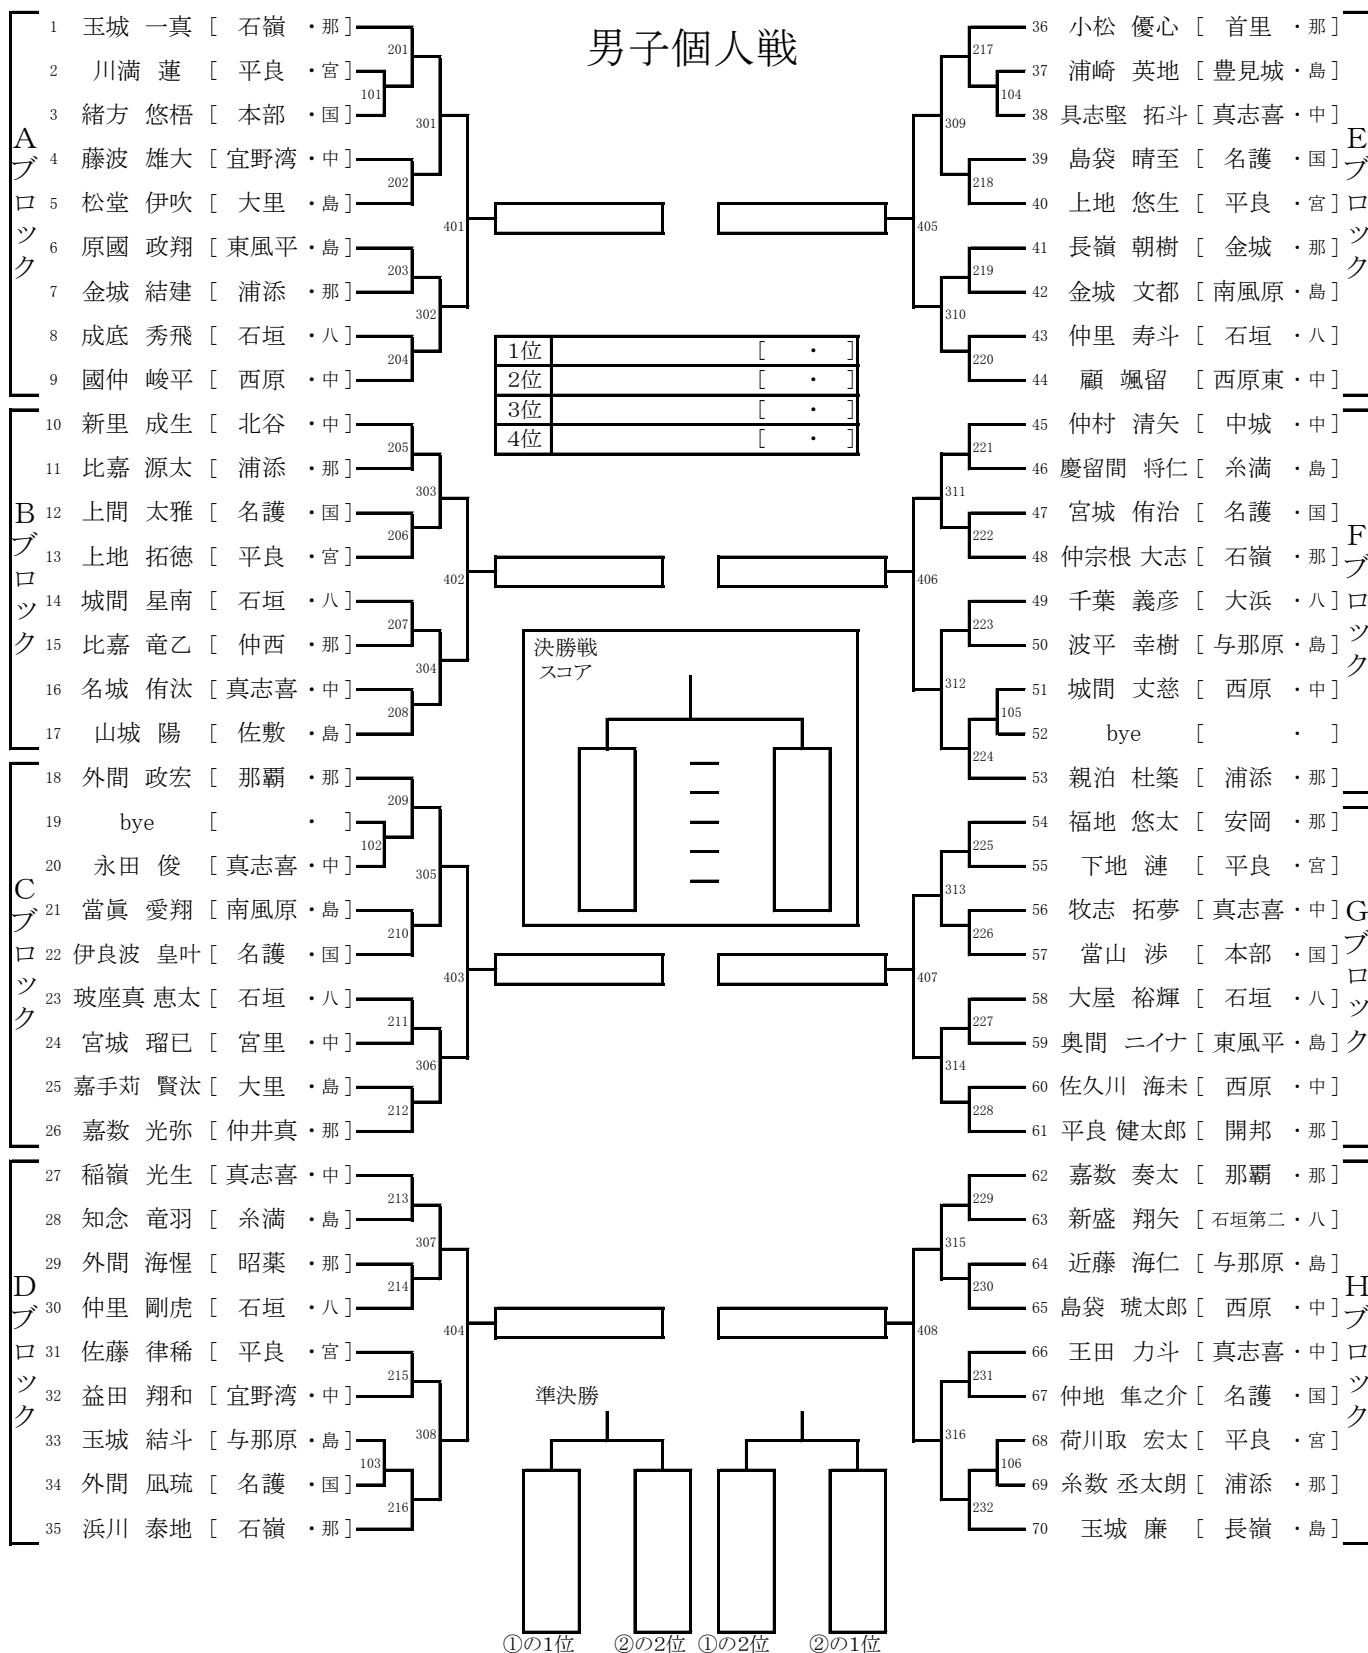 男子個人戦
Aブロック
1 玉城 一真 [ 石嶺 ・那]
2 川満 蓮 [ 平良 ・宮]
3 緒方 悠梧 [ 本部 ・国]
4 藤波 雄大 [ 宜野湾 ・中]
5 松堂 伊吹 [ 大里 ・島]
6 原國 政翔 [ 東風平 ・島]
7 金城 結建 [ 浦添 ・那]
8 成底 秀飛 [ 石垣 ・八]
9 國仲 峻平 [ 西原 ・中]
201
101
301
202
401
203
302
204
Bブロック
10 新里 成生 [ 北谷 ・中]
11 比嘉 源太 [ 浦添 ・那]
12 上間 太雅 [ 名護 ・国]
13 上地 拓徳 [ 平良 ・宮]
14 城間 星南 [ 石垣 ・八]
15 比嘉 竜乙 [ 仲西 ・那]
16 名城 侑汰 [ 真志喜 ・中]
17 山城 陽 [ 佐敷 ・島]
205
303
206
402
207
304
208
Cブロック
18 外間 政宏 [ 那覇 ・那]
19 bye [ ・ ]
20 永田 俊 [ 真志喜 ・中]
21 當眞 愛翔 [ 南風原 ・島]
22 伊良波 皇叶 [ 名護 ・国]
23 玻座真 恵太 [ 石垣 ・八]
24 宮城 瑠已 [ 宮里 ・中]
25 嘉手苅 賢汰 [ 大里 ・島]
26 嘉数 光弥 [ 仲井真 ・那]
209
102
305
210
403
211
306
212
Dブロック
27 稲嶺 光生 [ 真志喜 ・中]
28 知念 竜羽 [ 糸満 ・島]
29 外間 海惺 [ 昭薬 ・那]
30 仲里 剛虎 [ 石垣 ・八]
31 佐藤 律稀 [ 平良 ・宮]
32 益田 翔和 [ 宜野湾 ・中]
33 玉城 結斗 [ 与那原 ・島]
34 外間 凪琉 [ 名護 ・国]
35 浜川 泰地 [ 石嶺 ・那]
213
307
214
404
215
308
103
216
1位 [ ・ ]
2位 [ ・ ]
3位 [ ・ ]
4位 [ ・ ]
決勝戦
スコア
準決勝
①の1位 ②の2位 ①の2位 ②の1位
Eブロック
36 小松 優心 [ 首里 ・那]
37 浦崎 英地 [ 豊見城 ・島]
38 具志堅 拓斗 [ 真志喜 ・中]
39 島袋 晴至 [ 名護 ・国]
40 上地 悠生 [ 平良 ・宮]
41 長嶺 朝樹 [ 金城 ・那]
42 金城 文都 [ 南風原 ・島]
43 仲里 寿斗 [ 石垣 ・八]
44 顧 颯留 [ 西原東 ・中]
217
104
309
218
405
219
310
220
Fブロック
45 仲村 清矢 [ 中城 ・中]
46 慶留間 将仁 [ 糸満 ・島]
47 宮城 侑治 [ 名護 ・国]
48 仲宗根 大志 [ 石嶺 ・那]
49 千葉 義彦 [ 大浜 ・八]
50 波平 幸樹 [ 与那原 ・島]
51 城間 丈慈 [ 西原 ・中]
52 bye [ ・ ]
53 親泊 杜築 [ 浦添 ・那]
221
311
222
406
223
312
105
224
Gブロック
54 福地 悠太 [ 安岡 ・那]
55 下地 漣 [ 平良 ・宮]
56 牧志 拓夢 [ 真志喜 ・中]
57 當山 渉 [ 本部 ・国]
58 大屋 裕輝 [ 石垣 ・八]
59 奥間 ニイナ [ 東風平 ・島]
60 佐久川 海未 [ 西原 ・中]
61 平良 健太郎 [ 開邦 ・那]
225
313
226
407
227
314
228
Hブロック
62 嘉数 奏太 [ 那覇 ・那]
63 新盛 翔矢 [ 石垣第二 ・八]
64 近藤 海仁 [ 与那原 ・島]
65 島袋 琥太郎 [ 西原 ・中]
66 王田 力斗 [ 真志喜 ・中]
67 仲地 隼之介 [ 名護 ・国]
68 荷川取 宏太 [ 平良 ・宮]
69 糸数 丞太朗 [ 浦添 ・那]
70 玉城 廉 [ 長嶺 ・島]
229
315
230
408
231
316
106
232